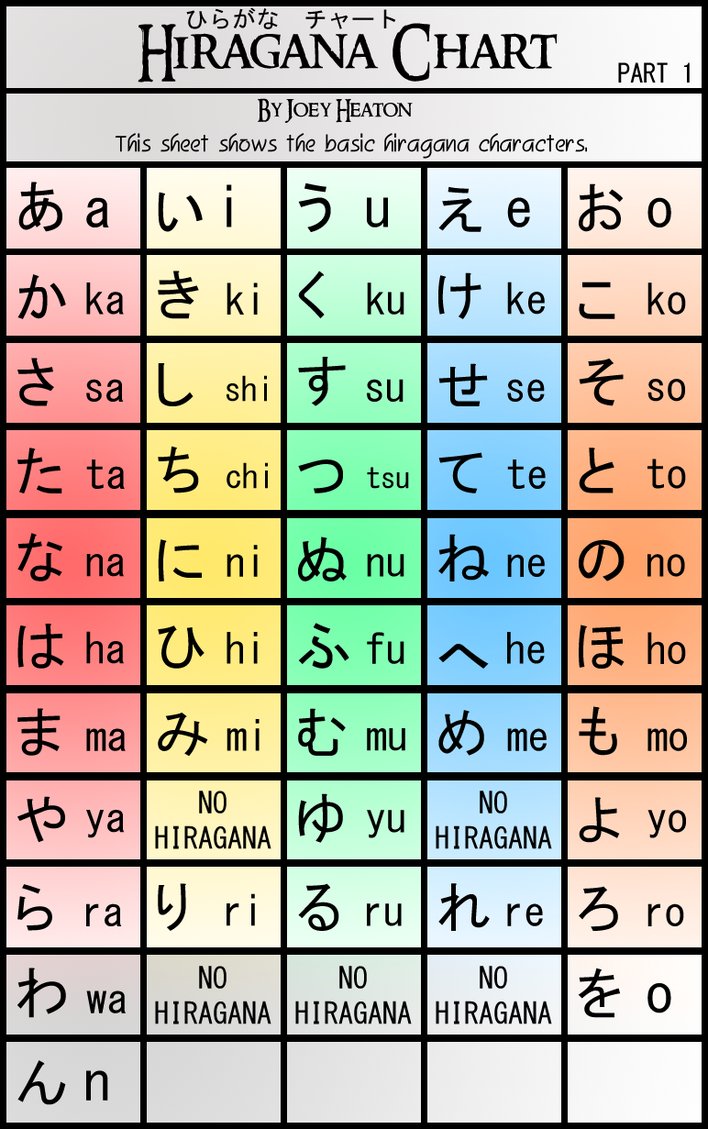 ひらがな チャート
HIRAGANA CHART
PART 1
BY JOEY HEATON
This sheet shows the basic hiragana characters.
あ a い i う u え e お o
か ka き ki く ku け ke こ ko
さ sa し shi す su せ se そ so
た ta ち chi つ tsu て te と to
な na に ni ぬ nu ね ne の no
は ha ひ hi ふ fu へ he ほ ho
ま ma み mi む mu め me も mo
や ya NO HIRAGANA ゆ yu NO HIRAGANA よ yo
ら ra り ri る ru れ re ろ ro
わ wa NO HIRAGANA NO HIRAGANA NO HIRAGANA を o
ん n